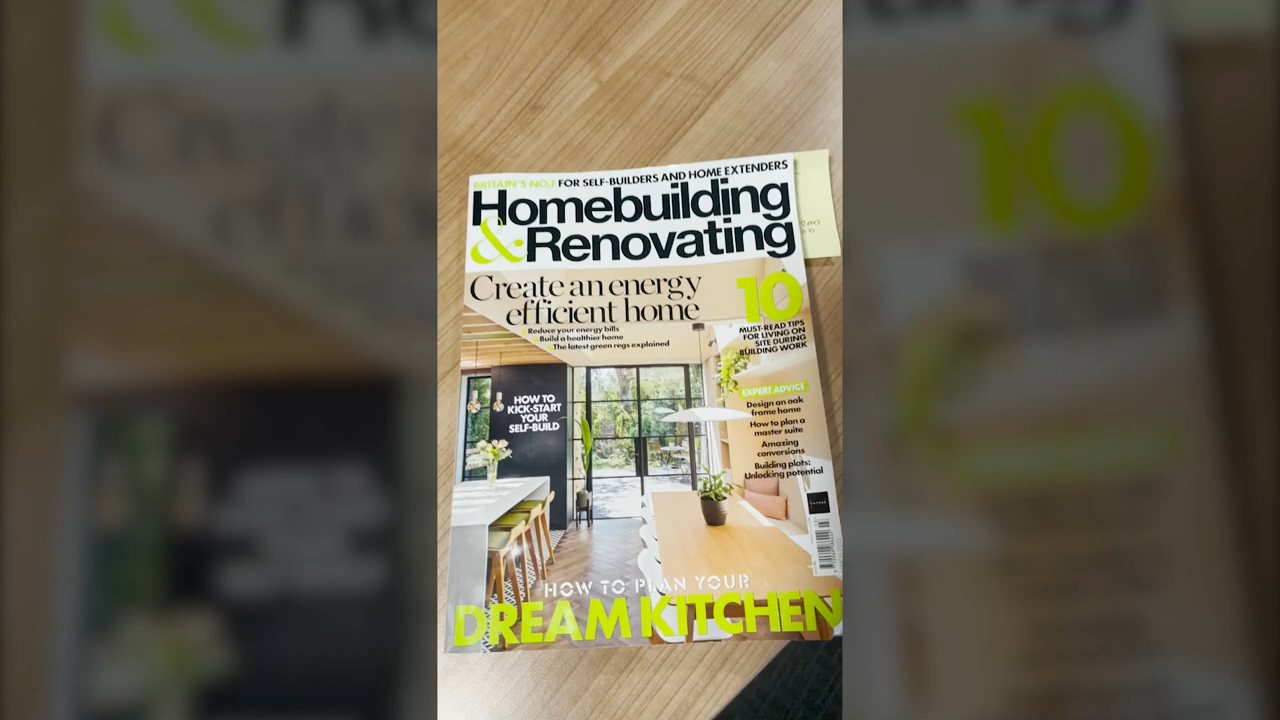 BRITAIN'S NO.1 FOR SELF-BUILDERS AND HOME EXTENDERS
Homebuilding
& Renovating
Create an energy
efficient home
Reduce your energy bills
Build a healthier home
The latest green regs explained
10
MUST-READ TIPS
FOR LIVING ON
SITE DURING
BUILDING WORK
HOW TO
KICK-START
YOUR
SELF-BUILD
EXPERT ADVICE
Design an oak
frame home
How to plan a
master suite
Amazing
conversions
Building plots:
Unlocking potential
FUTURE
HOW TO PLAN YOUR
DREAM KITCHEN